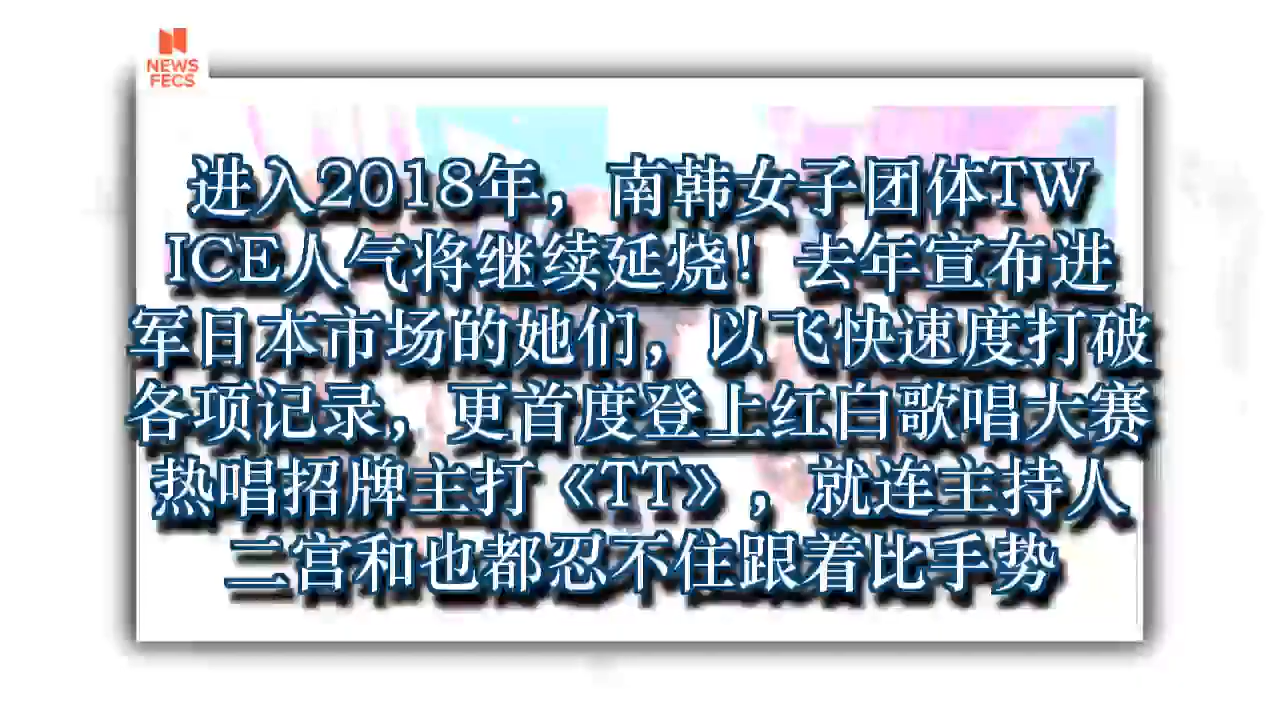 NEWS
FECS
进入2018年，南韩女子团体TW
ICE人气将继续延烧！去年宣布进
军日本市场的她们，以飞快速度打破
各项记录，更首度登上红白歌唱大赛
热唱招牌主打《TT》，就连主持人
二宫和也都忍不住跟着比手势